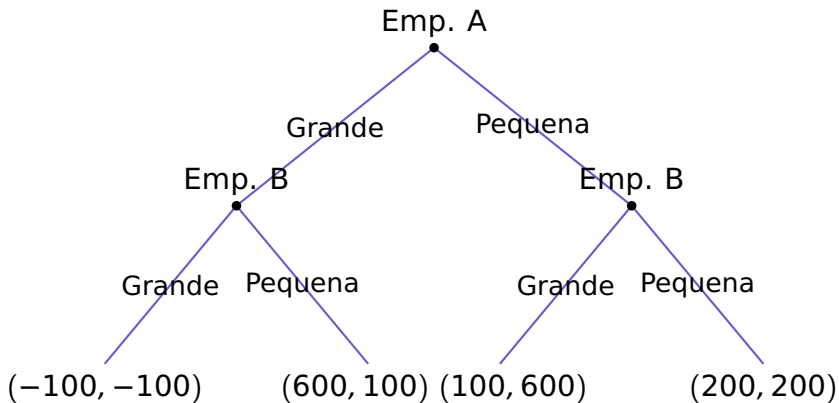 Emp. A
Grande
Pequena
Emp. B
Emp. B
Grande
Pequena
Grande
Pequena
(−100, −100)
(600, 100)
(100, 600)
(200, 200)